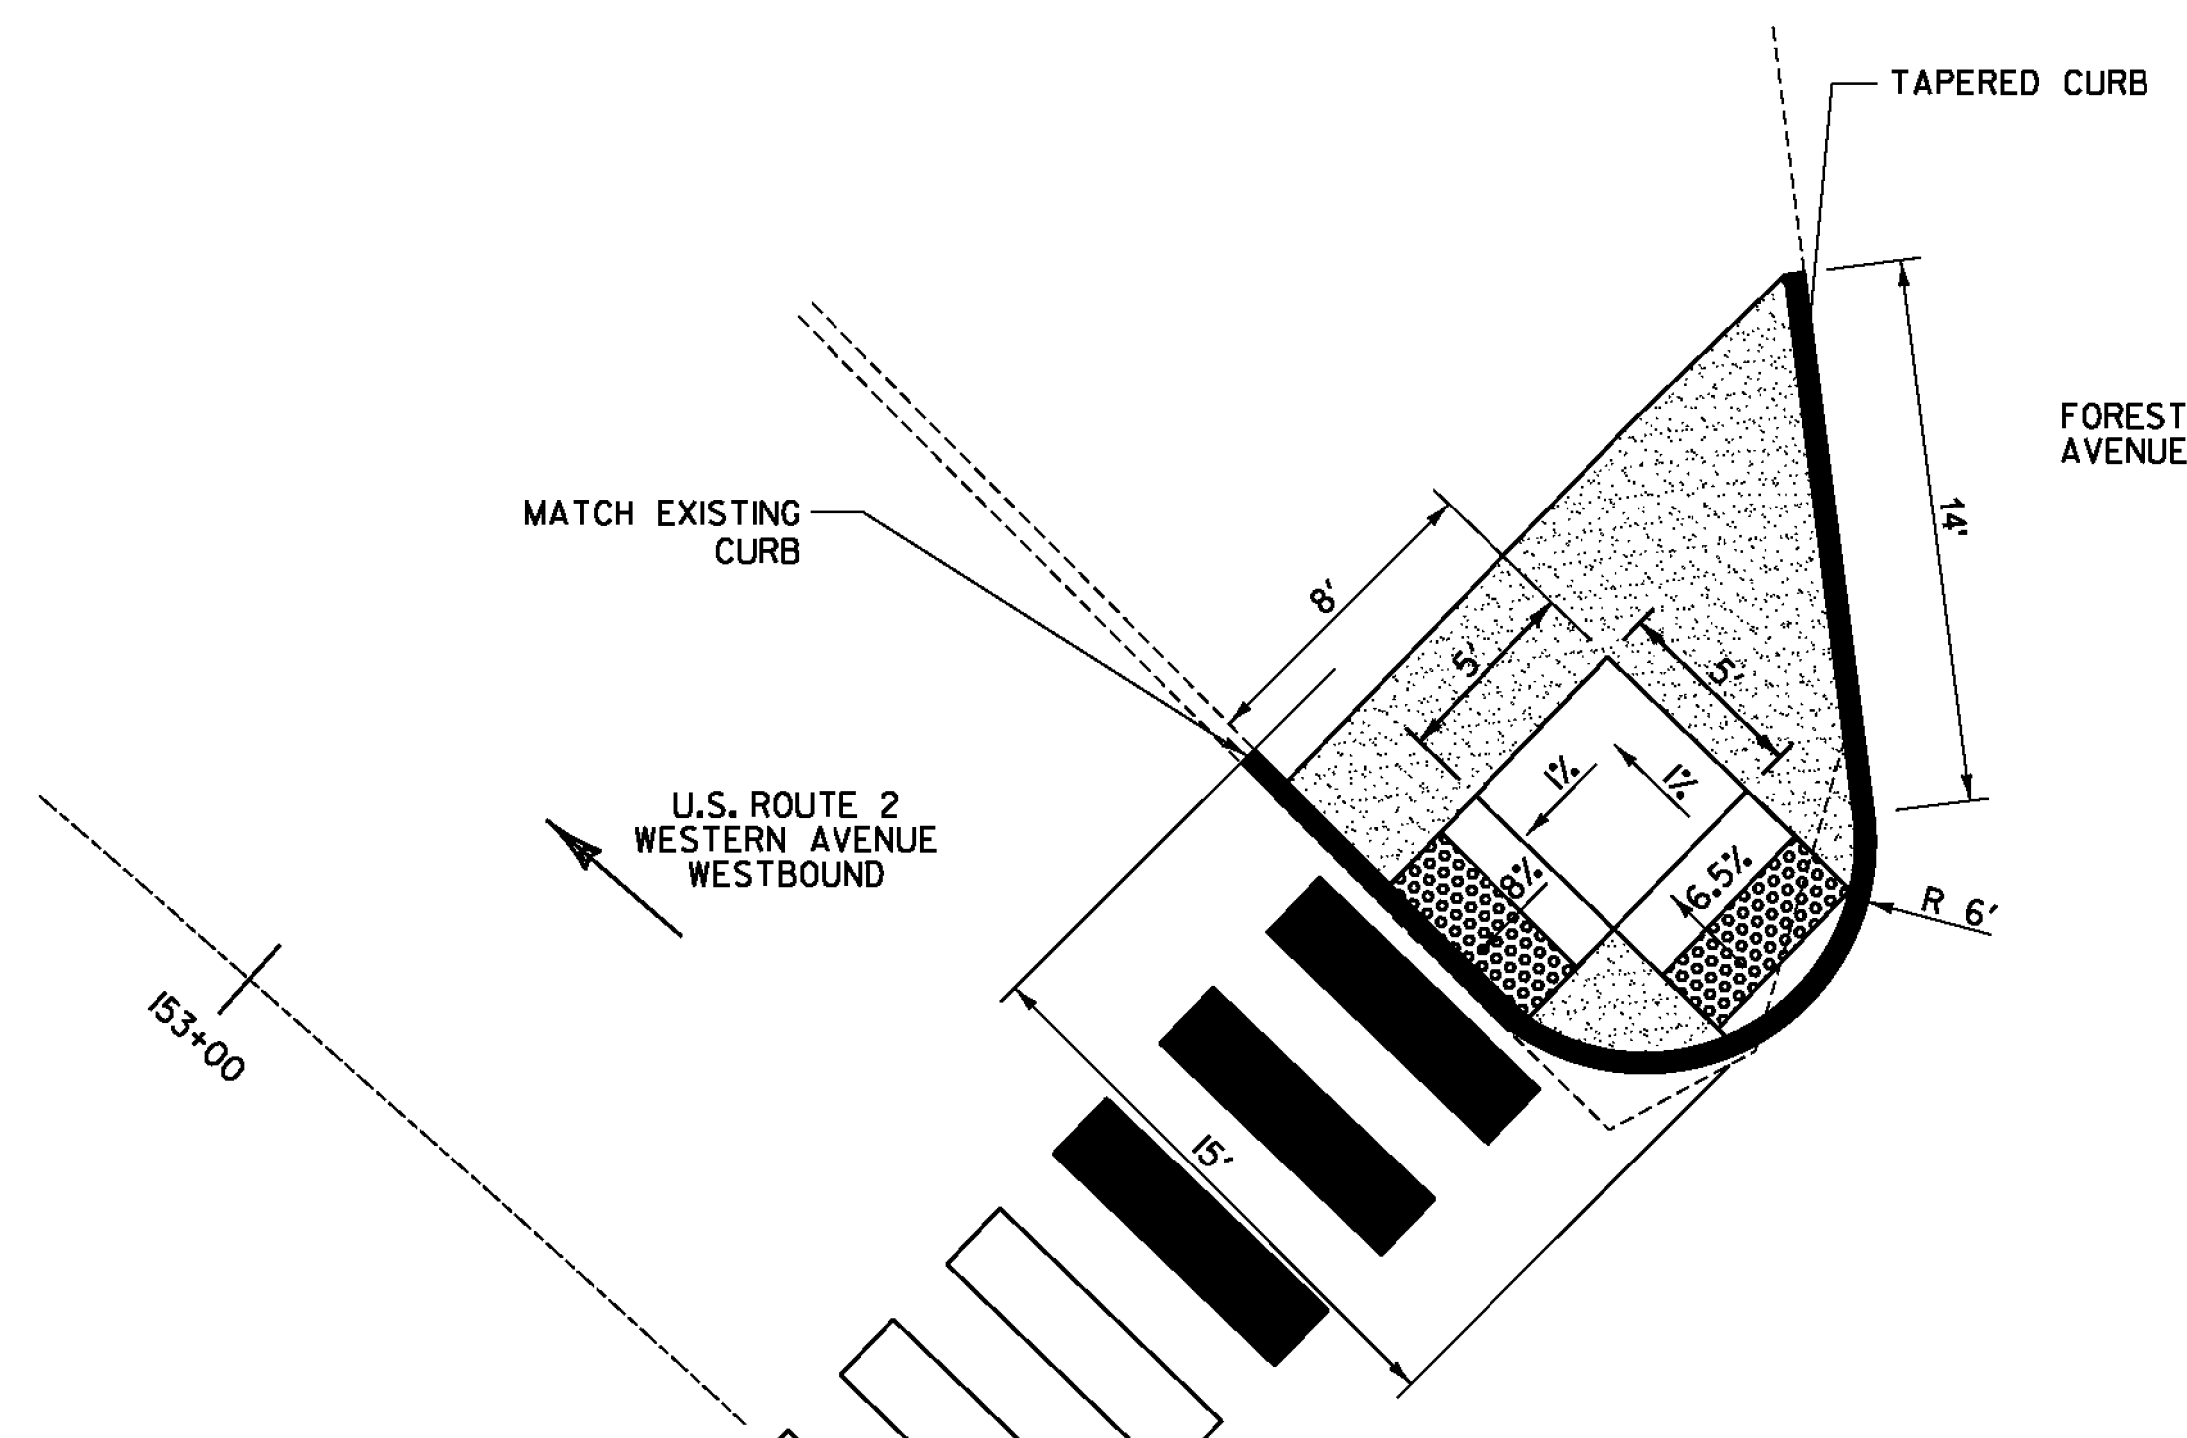 TAPERED CURB
FOREST
AVENUE
14'
MATCH EXISTING
CURB
8'
5'
5'
1%
1%
U.S. ROUTE 2
WESTERN AVENUE
WESTBOUND
8%
6.5%
R 6'
153+00
15'